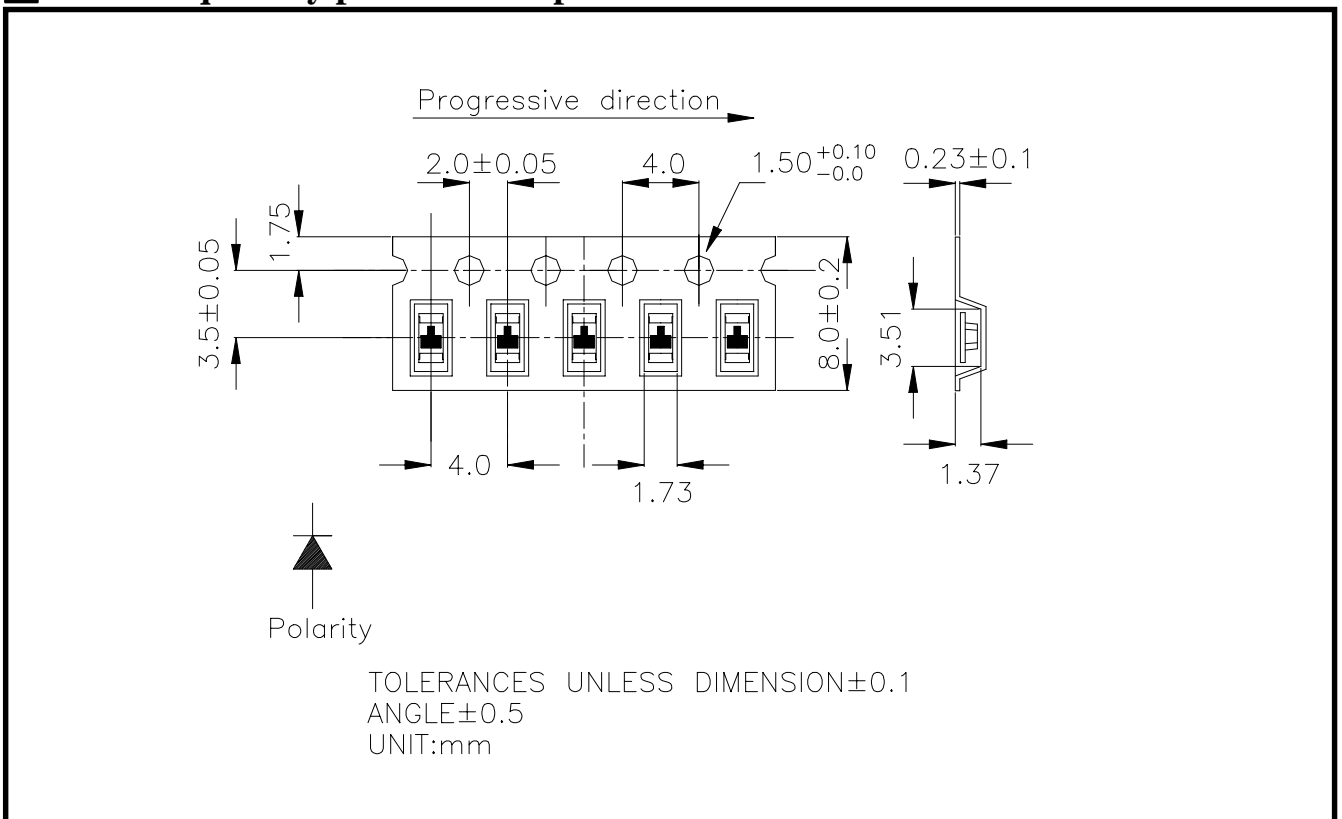 Progressive direction
2.0±0.05
4.0
1.50 +0.10 -0.0
0.23±0.1
1.75
3.5±0.05
8.0±0.2
3.51
4.0
1.73
1.37
Polarity
TOLERANCES UNLESS DIMENSION±0.1
ANGLE±0.5
UNIT:mm